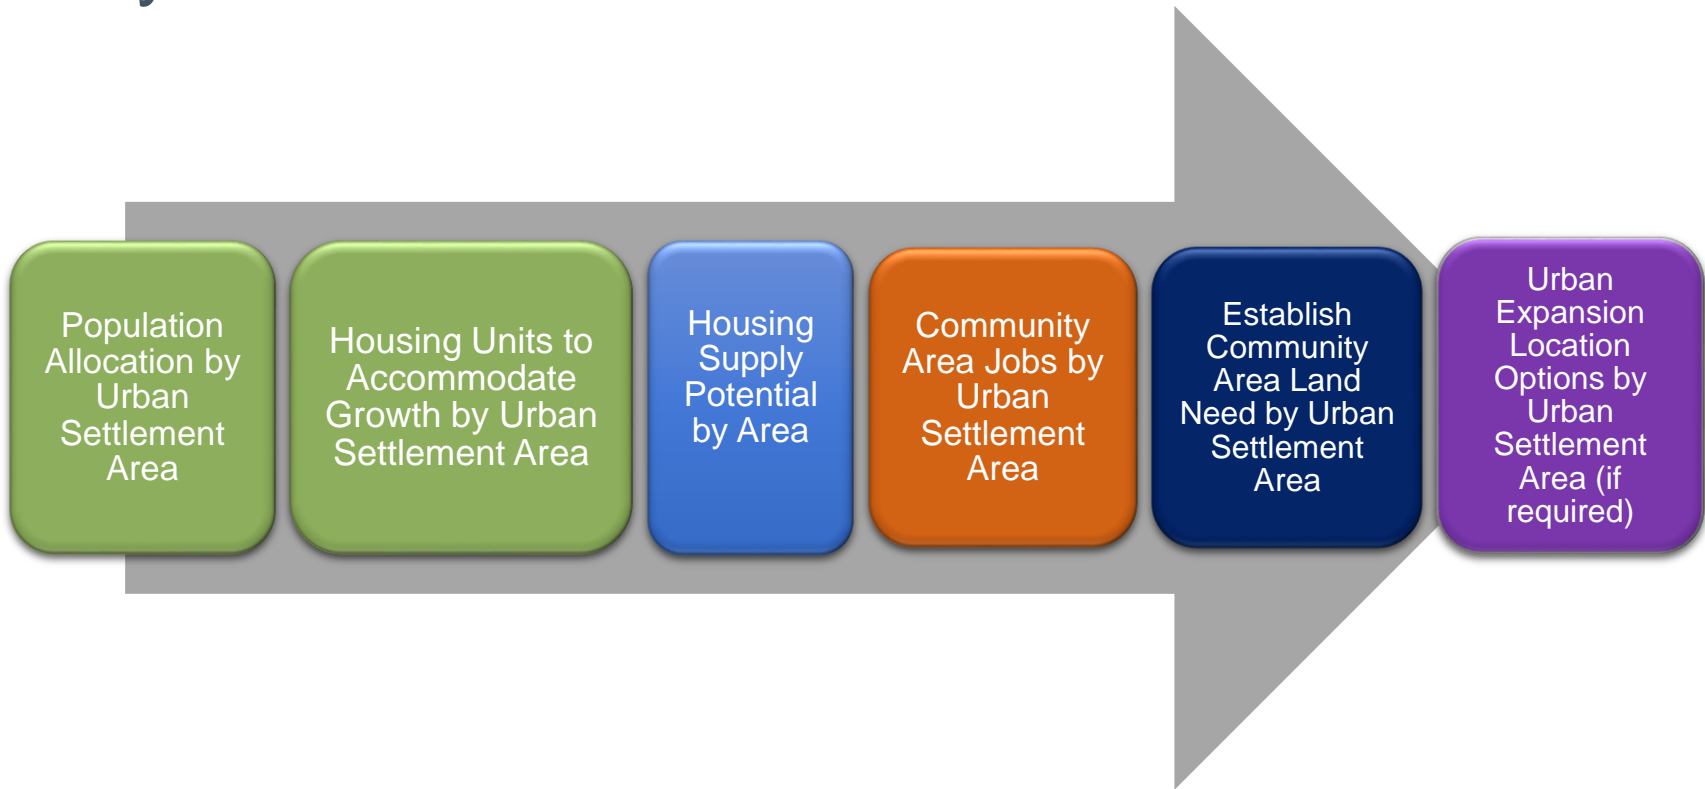 Population
Allocation by
Urban
Settlement
Area
Housing Units to
Accommodate
Growth by Urban
Settlement Area
Housing
Supply
Potential
by Area
Community
Area Jobs by
Urban
Settlement
Area
Establish
Community
Area Land
Need by Urban
Settlement
Area
Urban
Expansion
Location
Options by
Urban
Settlement
Area (if
required)